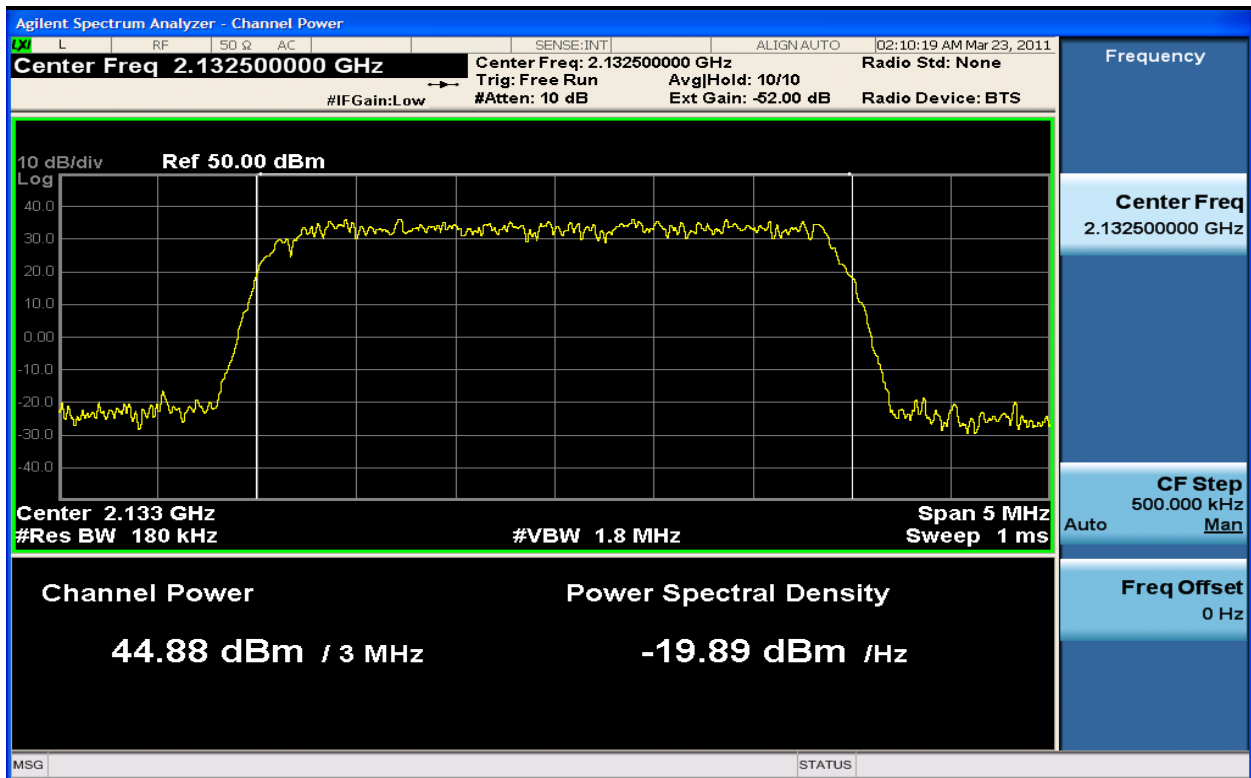 Agilent Spectrum Analyzer - Channel Power
LXI L RF 50 Ω AC SENSE:INT ALIGN AUTO 02:10:19 AM Mar 23, 2011
Center Freq 2.132500000 GHz
#IFGain:Low
Center Freq: 2.132500000 GHz
Trig: Free Run Avg|Hold: 10/10
#Atten: 10 dB Ext Gain: -52.00 dB
Radio Std: None
Radio Device: BTS
10 dB/div Ref 50.00 dBm
Log
40.0
30.0
20.0
10.0
0.00
-10.0
-20.0
-30.0
-40.0
Center 2.133 GHz Span 5 MHz
#Res BW 180 kHz #VBW 1.8 MHz Sweep 1 ms
Channel Power Power Spectral Density
44.88 dBm / 3 MHz -19.89 dBm /Hz
Frequency
Center Freq
2.132500000 GHz
CF Step
500.000 kHz
Auto Man
Freq Offset
0 Hz
MSG STATUS